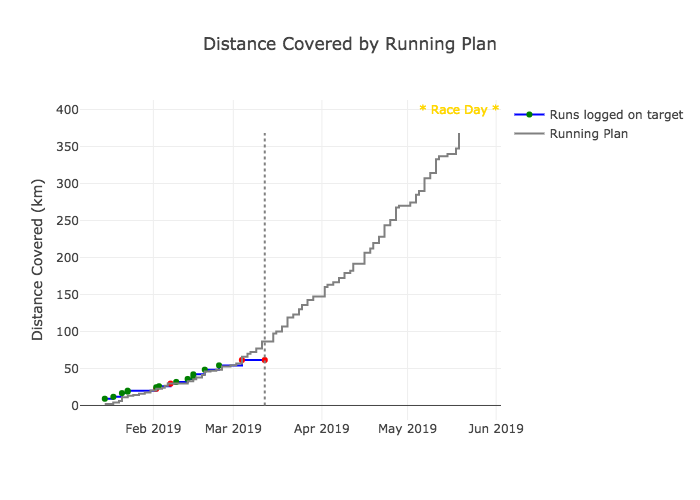 Distance Covered by Running Plan
* Race Day *
Runs logged on target
Running Plan
Distance Covered (km)
400
350
300
250
200
150
100
50
0
Feb 2019
Mar 2019
Apr 2019
May 2019
Jun 2019